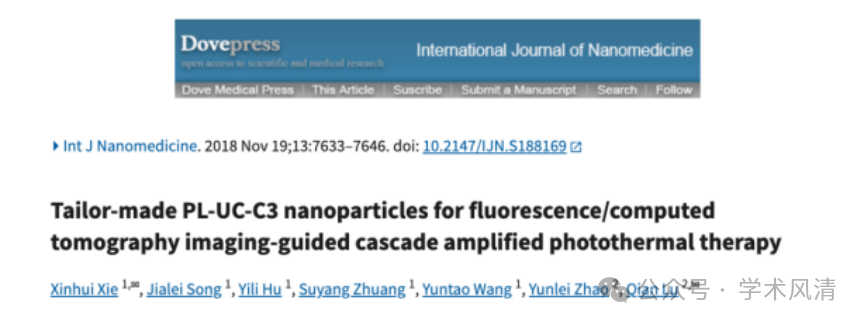 Dovepress
open access to scientific and medical research
International Journal of Nanomedicine
Dove Medical Press | This Article | Suscribe | Submit a Manuscript | Search | Follow
Int J Nanomedicine. 2018 Nov 19;13:7633–7646. doi: 10.2147/IJN.S188169
Tailor-made PL-UC-C3 nanoparticles for fluorescence/computed
tomography imaging-guided cascade amplified photothermal therapy
Xinhui Xie 1,✉, Jialei Song 1, Yili Hu 1, Suyang Zhuang 1, Yuntao Wang 1, Yunlei Zhao 2, Qian Lu 2,✉
公众号 · 学术风清